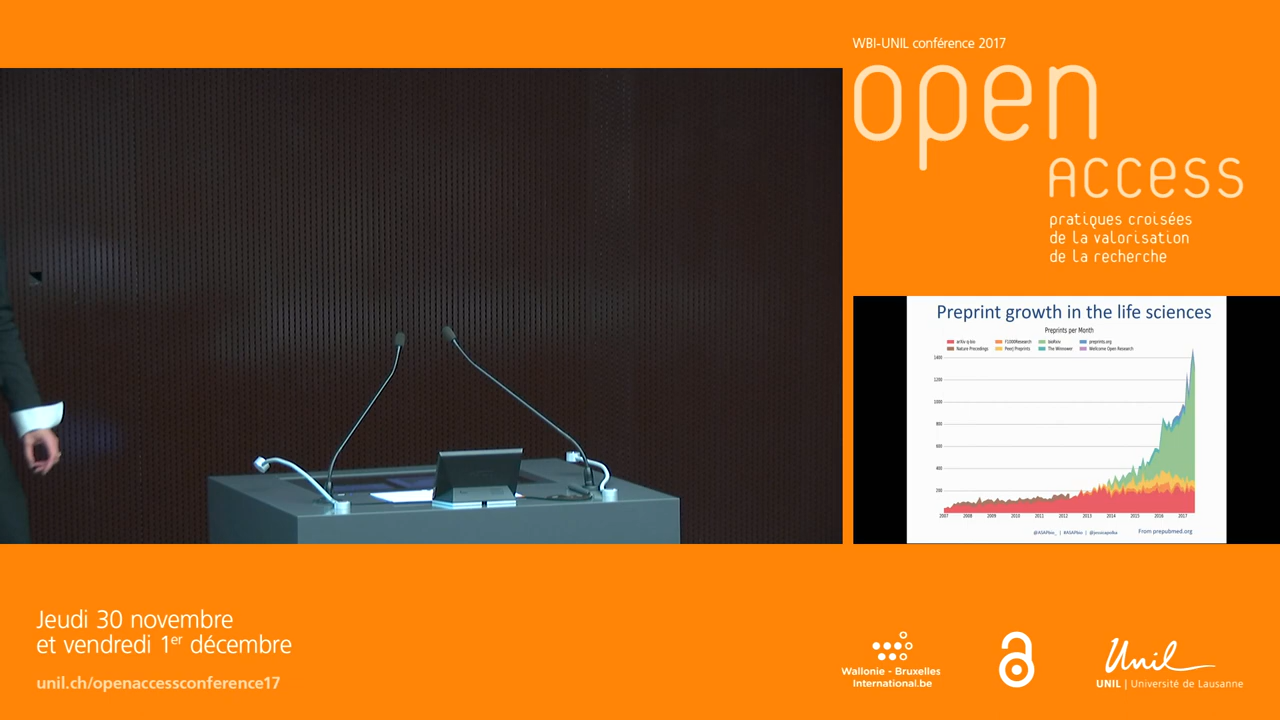 WBI-UNIL conférence 2017
open
access
pratiques croisées
de la valorisation
de la recherche
Preprint growth in the life sciences
Preprints per Month
arXiv q-bio
F1000Research
bioRxiv
preprints.org
Nature Precedings
PeerJ Preprints
The Winnower
Wellcome Open Research
1400
1200
1000
800
600
400
200
2007 2008 2009 2010 2011 2012 2013 2014 2015 2016 2017
@ASAPbio_ | #ASAPbio | @jessicapolka
From prepubmed.org
Jeudi 30 novembre
et vendredi 1er décembre
unil.ch/openaccessconference17
Wallonie - Bruxelles
International.be
Unil
UNIL | Université de Lausanne